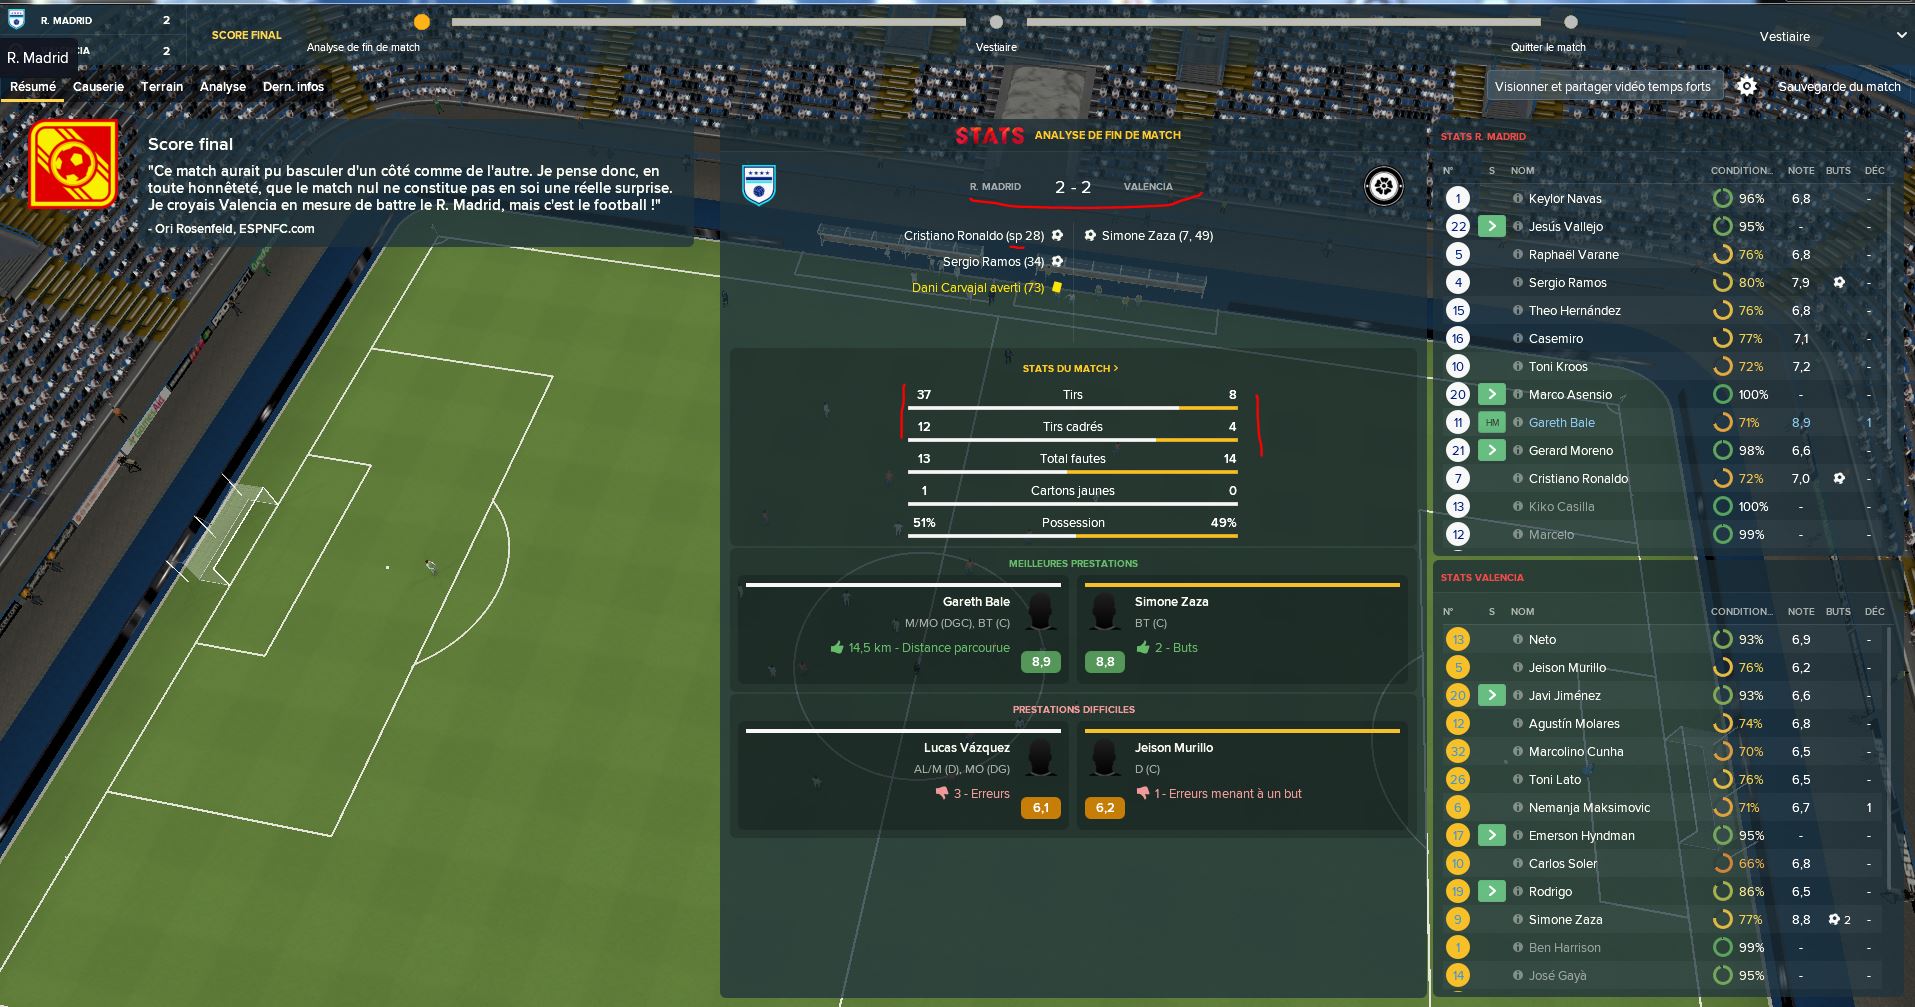 R. MADRID 2
CIA 2
R. Madrid
SCORE FINAL
Analyse de fin de match
Vestiaire
Quitter le match
Vestiaire
Résumé Causerie Terrain Analyse Dern. infos
Visionner et partager vidéo temps forts
Sauvegarde du match
Score final
"Ce match aurait pu basculer d'un côté comme de l'autre. Je pense donc, en
toute honnêteté, que le match nul ne constitue pas en soi une réelle surprise.
Je croyais Valencia en mesure de battre le R. Madrid, mais c'est le football !"
- Ori Rosenfeld, ESPNFC.com
STATS ANALYSE DE FIN DE MATCH
R. MADRID 2 - 2 VALENCIA
Cristiano Ronaldo (sp 28) Simone Zaza (7, 49)
Sergio Ramos (34)
Dani Carvajal averti (73)
STATS DU MATCH >
37 Tirs 8
12 Tirs cadrés 4
13 Total fautes 14
1 Cartons jaunes 0
51% Possession 49%
MEILLEURES PRESTATIONS
Gareth Bale
M/MO (DGC), BT (C)
14,5 km - Distance parcourue
8,9
Simone Zaza
BT (C)
2 - Buts
8,8
PRESTATIONS DIFFICILES
Lucas Vázquez
AL/M (D), MO (DG)
3 - Erreurs
6,1
Jeison Murillo
D (C)
1 - Erreurs menant à un but
6,2
STATS R. MADRID
N° S NOM CONDITION... NOTE BUTS DÉC
1 Keylor Navas 96% 6,8 -
22 Jesús Vallejo 95% - -
5 Raphaël Varane 76% 6,8 -
4 Sergio Ramos 80% 7,9 -
15 Theo Hernández 76% 6,8 -
16 Casemiro 77% 7,1 -
10 Toni Kroos 72% 7,2 -
20 Marco Asensio 100% - -
11 HM Gareth Bale 71% 8,9 1
21 Gerard Moreno 98% 6,6 -
7 Cristiano Ronaldo 72% 7,0 -
13 Kiko Casilla 100% - -
12 Marcelo 99% - -
STATS VALENCIA
N° S NOM CONDITION... NOTE BUTS DÉC
13 Neto 93% 6,9 -
5 Jeison Murillo 76% 6,2 -
20 Javi Jiménez 93% 6,6 -
12 Agustín Molares 74% 6,8 -
32 Marcolino Cunha 70% 6,5 -
26 Toni Lato 76% 6,5 -
6 Nemanja Maksimovic 71% 6,7 1
17 Emerson Hyndman 95% - -
10 Carlos Soler 66% 6,8 -
19 Rodrigo 86% 6,5 -
9 Simone Zaza 77% 8,8 2 -
1 Ben Harrison 99% - -
14 José Gayà 95% - -